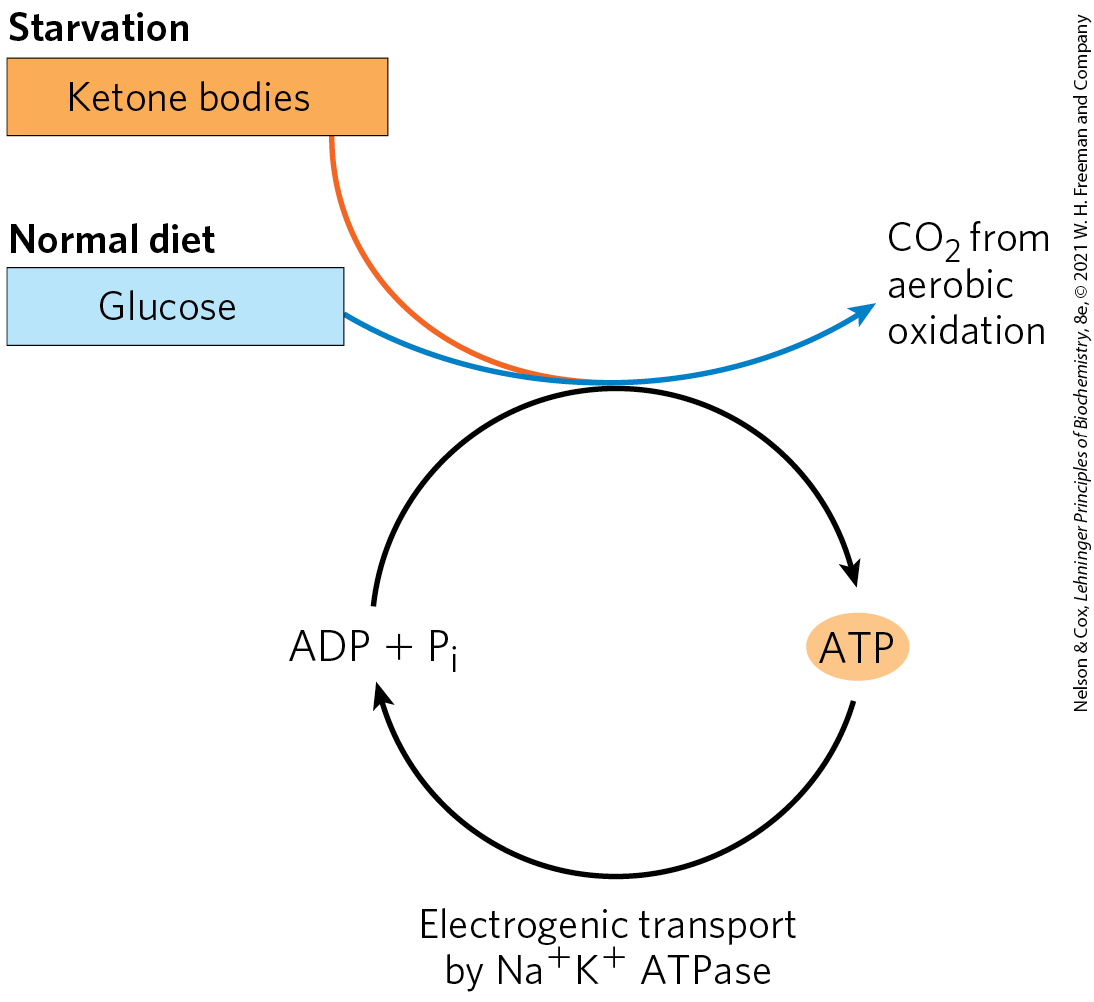 Starvation
Ketone bodies
Normal diet
Glucose
CO₂ from
aerobic
oxidation
ADP + Pᵢ
ATP
Electrogenic transport
by Na⁺K⁺ ATPase
Nelson & Cox, Lehninger Principles of Biochemistry, 8e, © 2021 W. H. Freeman and Company